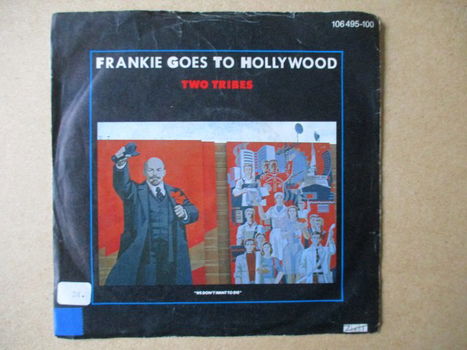 106 495-100
FRANKIE GOES TO HOLLYWOOD
TWO TRIBES
"WE DON'T WANT TO DIE"